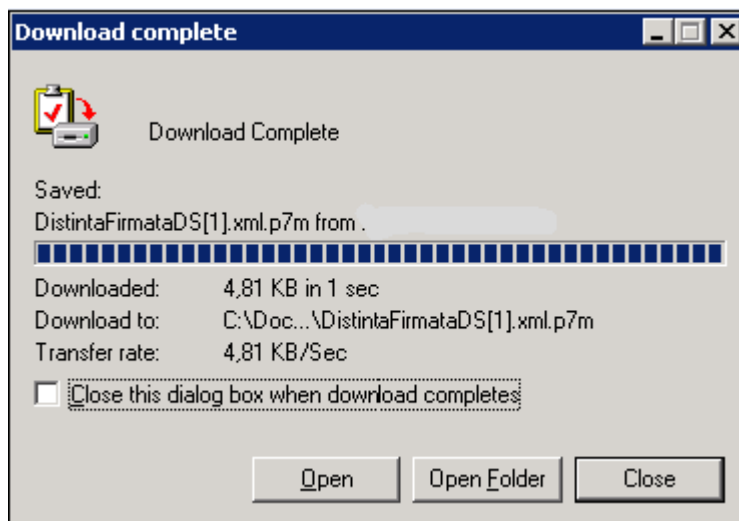 Download complete
Download Complete
Saved:
DistintaFirmataDS[1].xml.p7m from .
Downloaded: 4,81 KB in 1 sec
Download to: C:\Doc...\DistintaFirmataDS[1].xml.p7m
Transfer rate: 4,81 KB/Sec
Close this dialog box when download completes
Open Open Folder Close